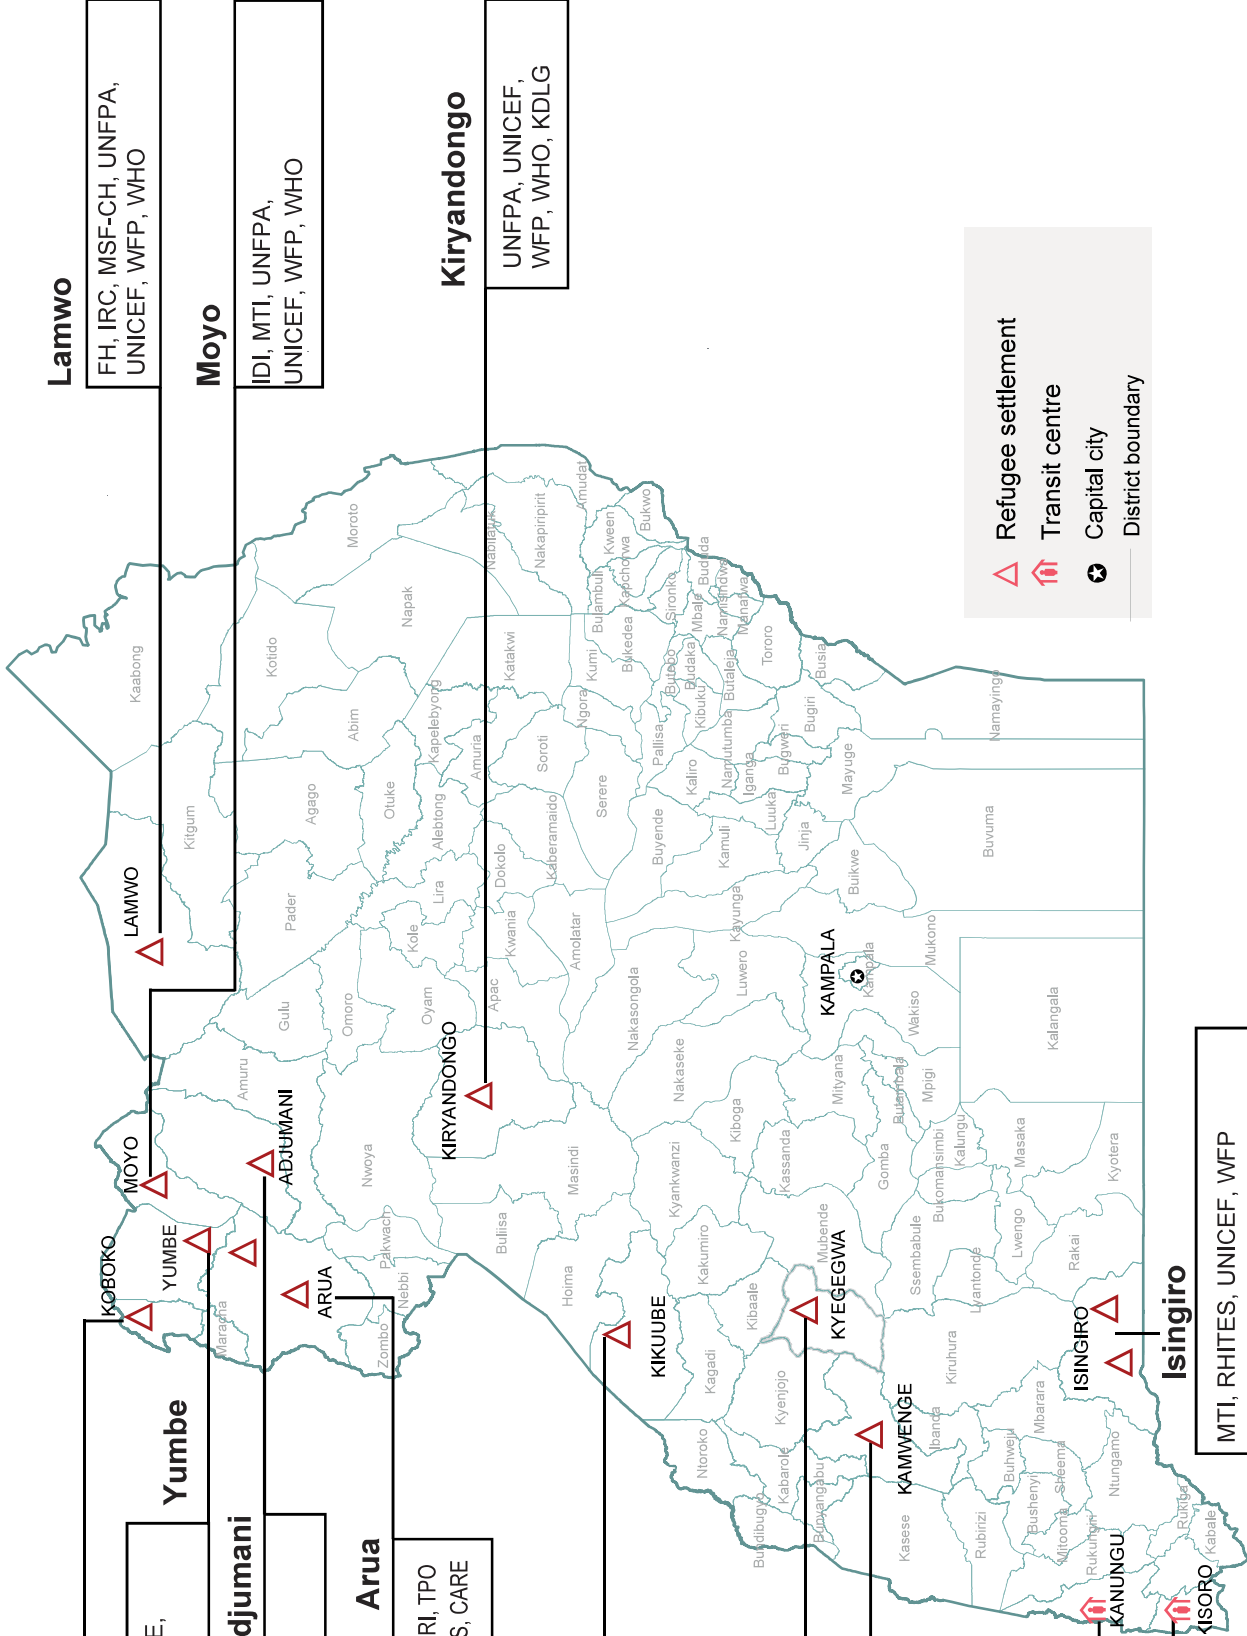 Lamwo
FH, IRC, MSF-CH, UNFPA,
UNICEF, WFP, WHO
Moyo
IDI, MTI, UNFPA,
UNICEF, WFP, WHO
Kiryandongo
UNFPA, UNICEF,
WFP, WHO, KDLG
Refugee settlement
Transit centre
Capital city
District boundary
Yumbe
E,
djumani
Arua
RI, TPO
S, CARE
Isingiro
MTI, RHITES, UNICEF, WFP
KOBOKO
YUMBE
MOYO
LAMWO
ADJUMANI
ARUA
KIRYANDONGO
KIKUUBE
KYEGEGWA
KAMWENGE
KAMPALA
ISINGIRO
KANUNGU
KISORO
Kaabong
Kitgum
Kotido
Moroto
Napak
Abim
Agago
Otuke
Pader
Gulu
Amuru
Omoro
Nwoya
Maracha
Zombo
Nebbi
Pakwach
Kapelebyong
Amuria
Alebtong
Lira
Kole
Oyam
Apac
Kwania
Dokolo
Kaberamaido
Amolatar
Soroti
Serere
Katakwi
Nabilatuk
Nakapiripirit
Amudat
Kumi
Ngora
Bukedea
Bulambuli
Kapchorwa
Kween
Bukwo
Sironko
Mbale
Bududa
Namisindwa
Manafwa
Tororo
Busia
Butebo
Budaka
Kibuku
Butaleja
Pallisa
Kaliro
Namutumba
Iganga
Bugweri
Bugiri
Mayuge
Namayingo
Buyende
Kamuli
Luuka
Jinja
Buikwe
Buvuma
Kayunga
Mukono
Luwero
Nakasongola
Nakaseke
Kampala
Wakiso
Kalangala
Mityana
Butambala
Mpigi
Kiboga
Kyankwanzi
Kassanda
Mubende
Gomba
Bukomansimbi
Kalungu
Masaka
Kyotera
Masindi
Buliisa
Hoima
Kakumiro
Kibaale
Kagadi
Kyenjojo
Ntoroko
Kabarole
Bundibugyo
Bunyangabu
Kasese
Ssembabule
Lyantonde
Lwengo
Rakai
Kiruhura
Ibanda
Mbarara
Buhweju
Sheema
Bushenyi
Mitooma
Rubirizi
Rukungiri
Ntungamo
Rukiga
Kabale